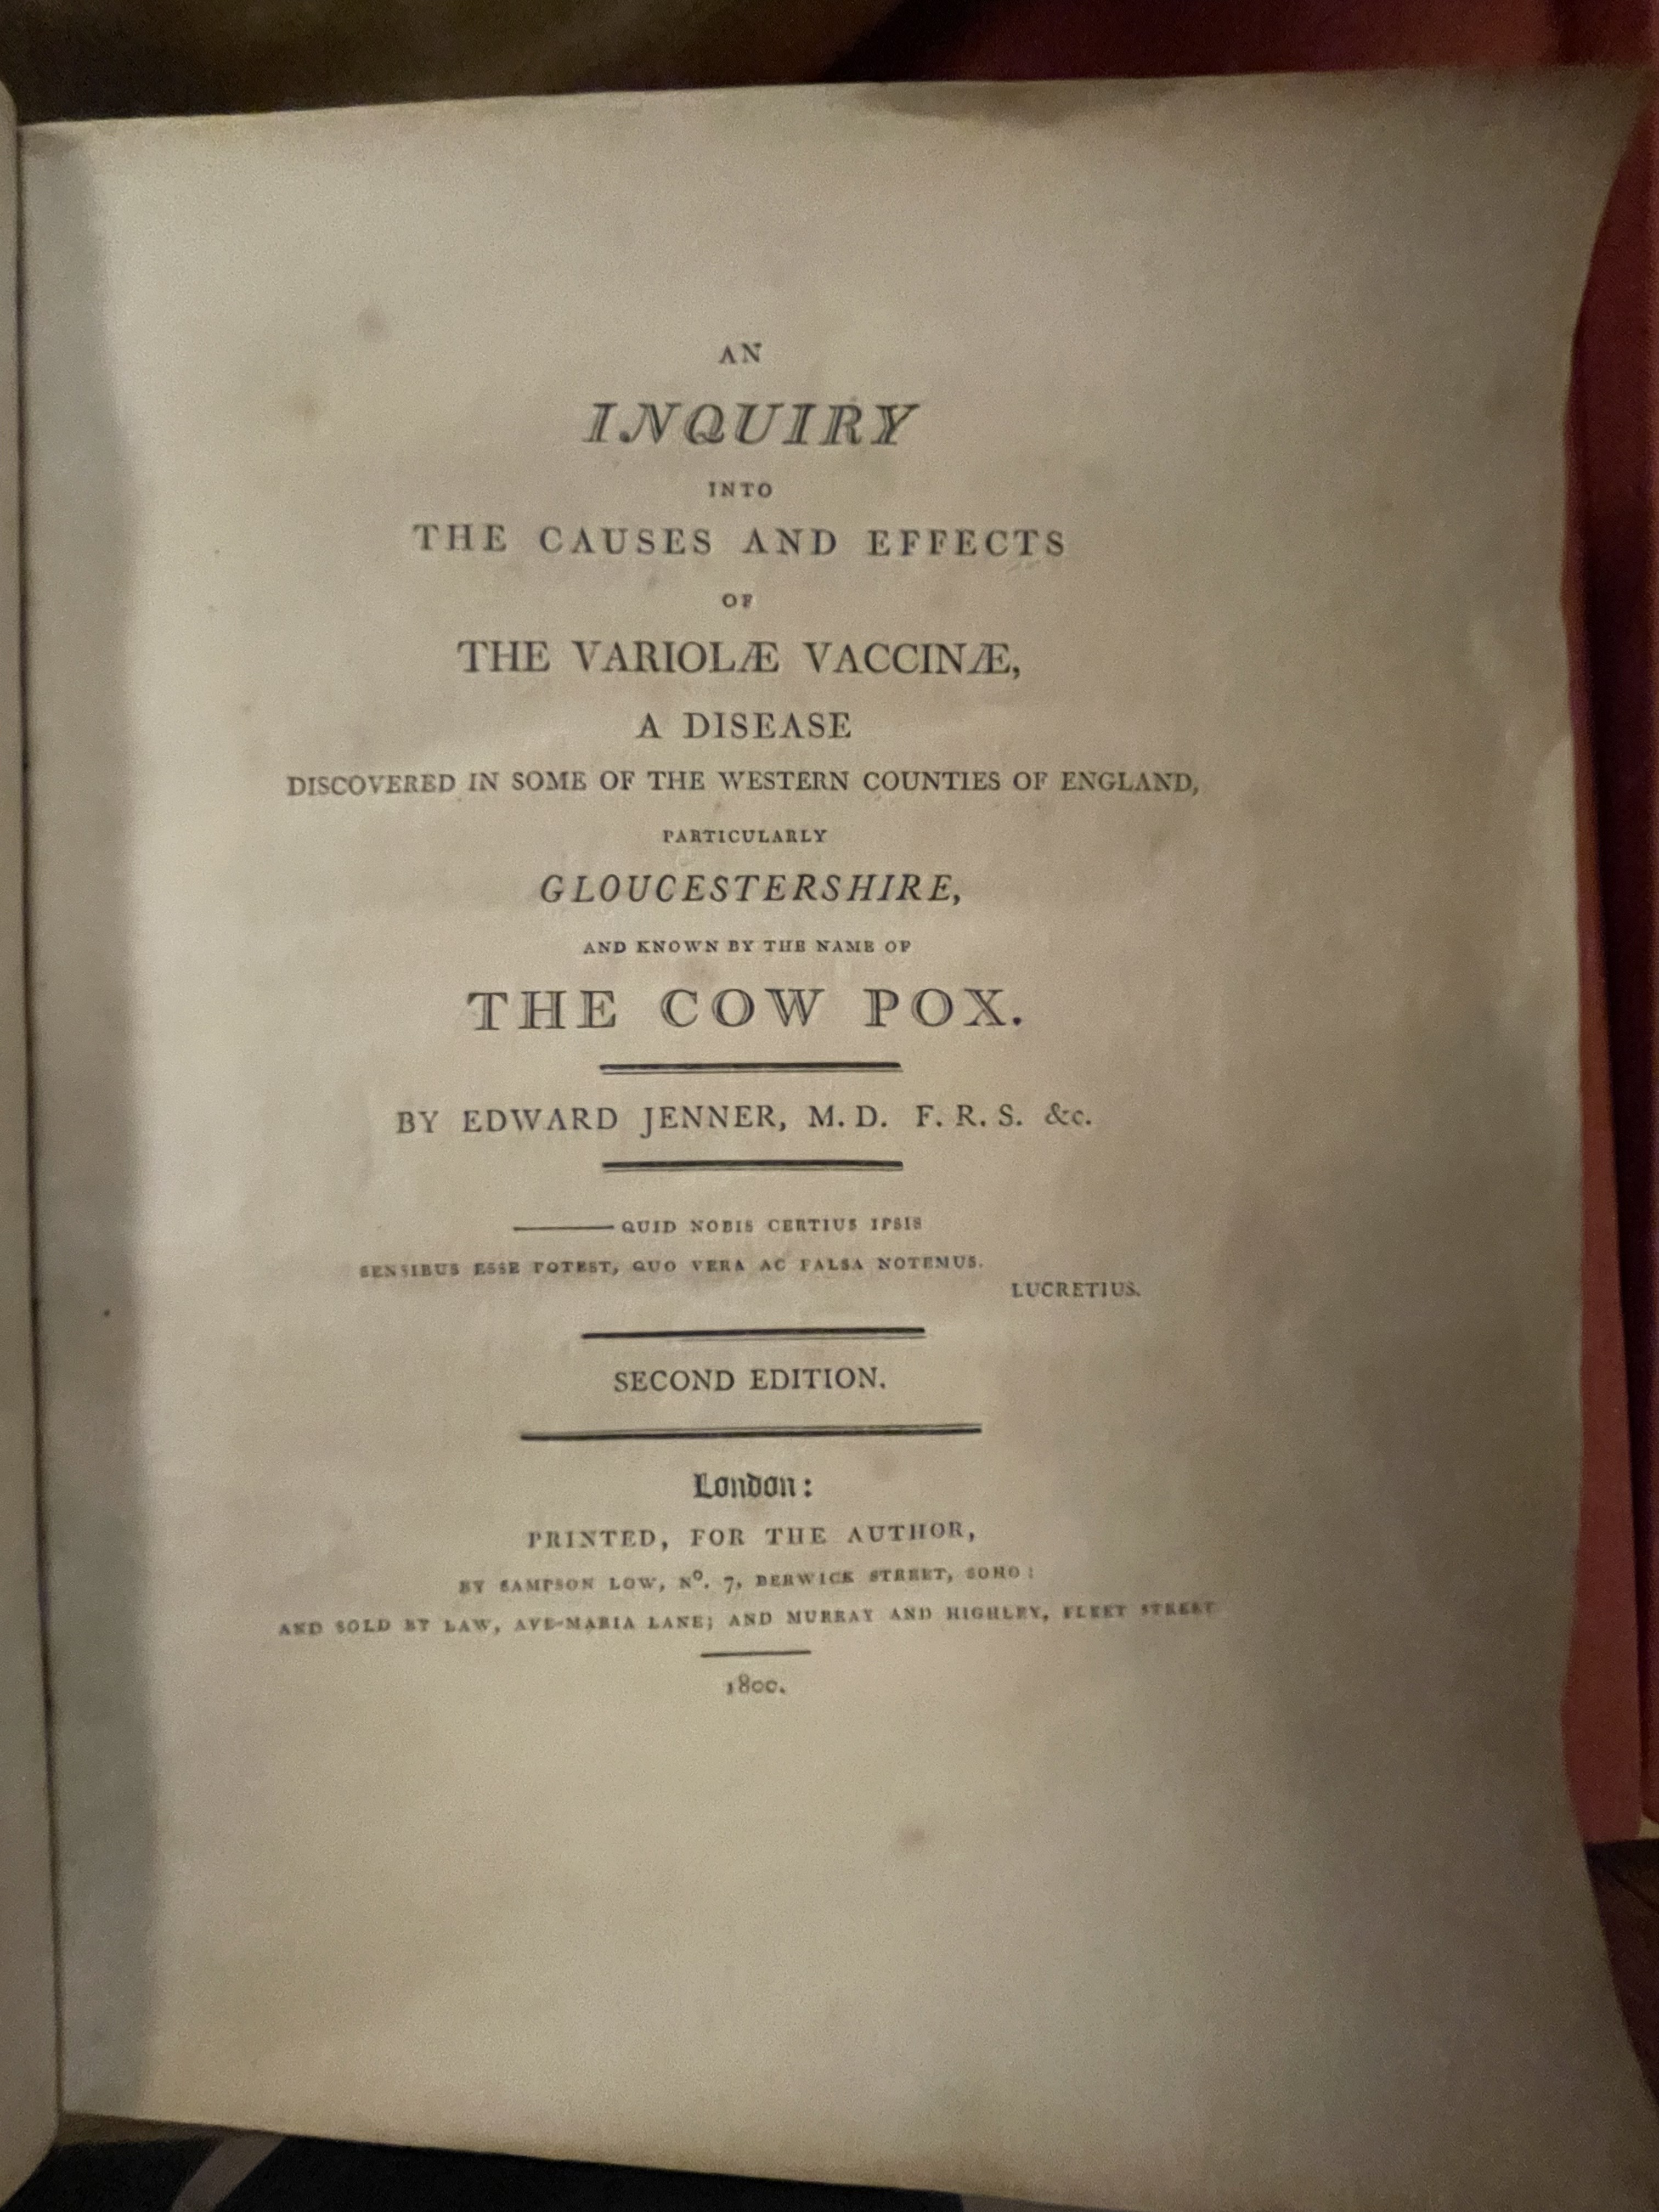 AN
INQUIRY
INTO
THE CAUSES AND EFFECTS
OF
THE VARIOLÆ VACCINÆ,
A DISEASE
DISCOVERED IN SOME OF THE WESTERN COUNTIES OF ENGLAND,
PARTICULARLY
GLOUCESTERSHIRE,
AND KNOWN BY THE NAME OF
THE COW POX.
BY EDWARD JENNER, M.D. F.R.S. &c.
——QUID NOBIS CERTIUS IPSIS
SENSIBUS ESSE POTEST, QUO VERA AC FALSA NOTEMUS.
LUCRETIUS.
SECOND EDITION.
London:
PRINTED, FOR THE AUTHOR,
BY SAMPSON LOW, Nº. 7, BERWICK STREET, SOHO:
AND SOLD BY LAW, AVE-MARIA LANE; AND MURRAY AND HIGHLEY, FLEET STREET
1800.